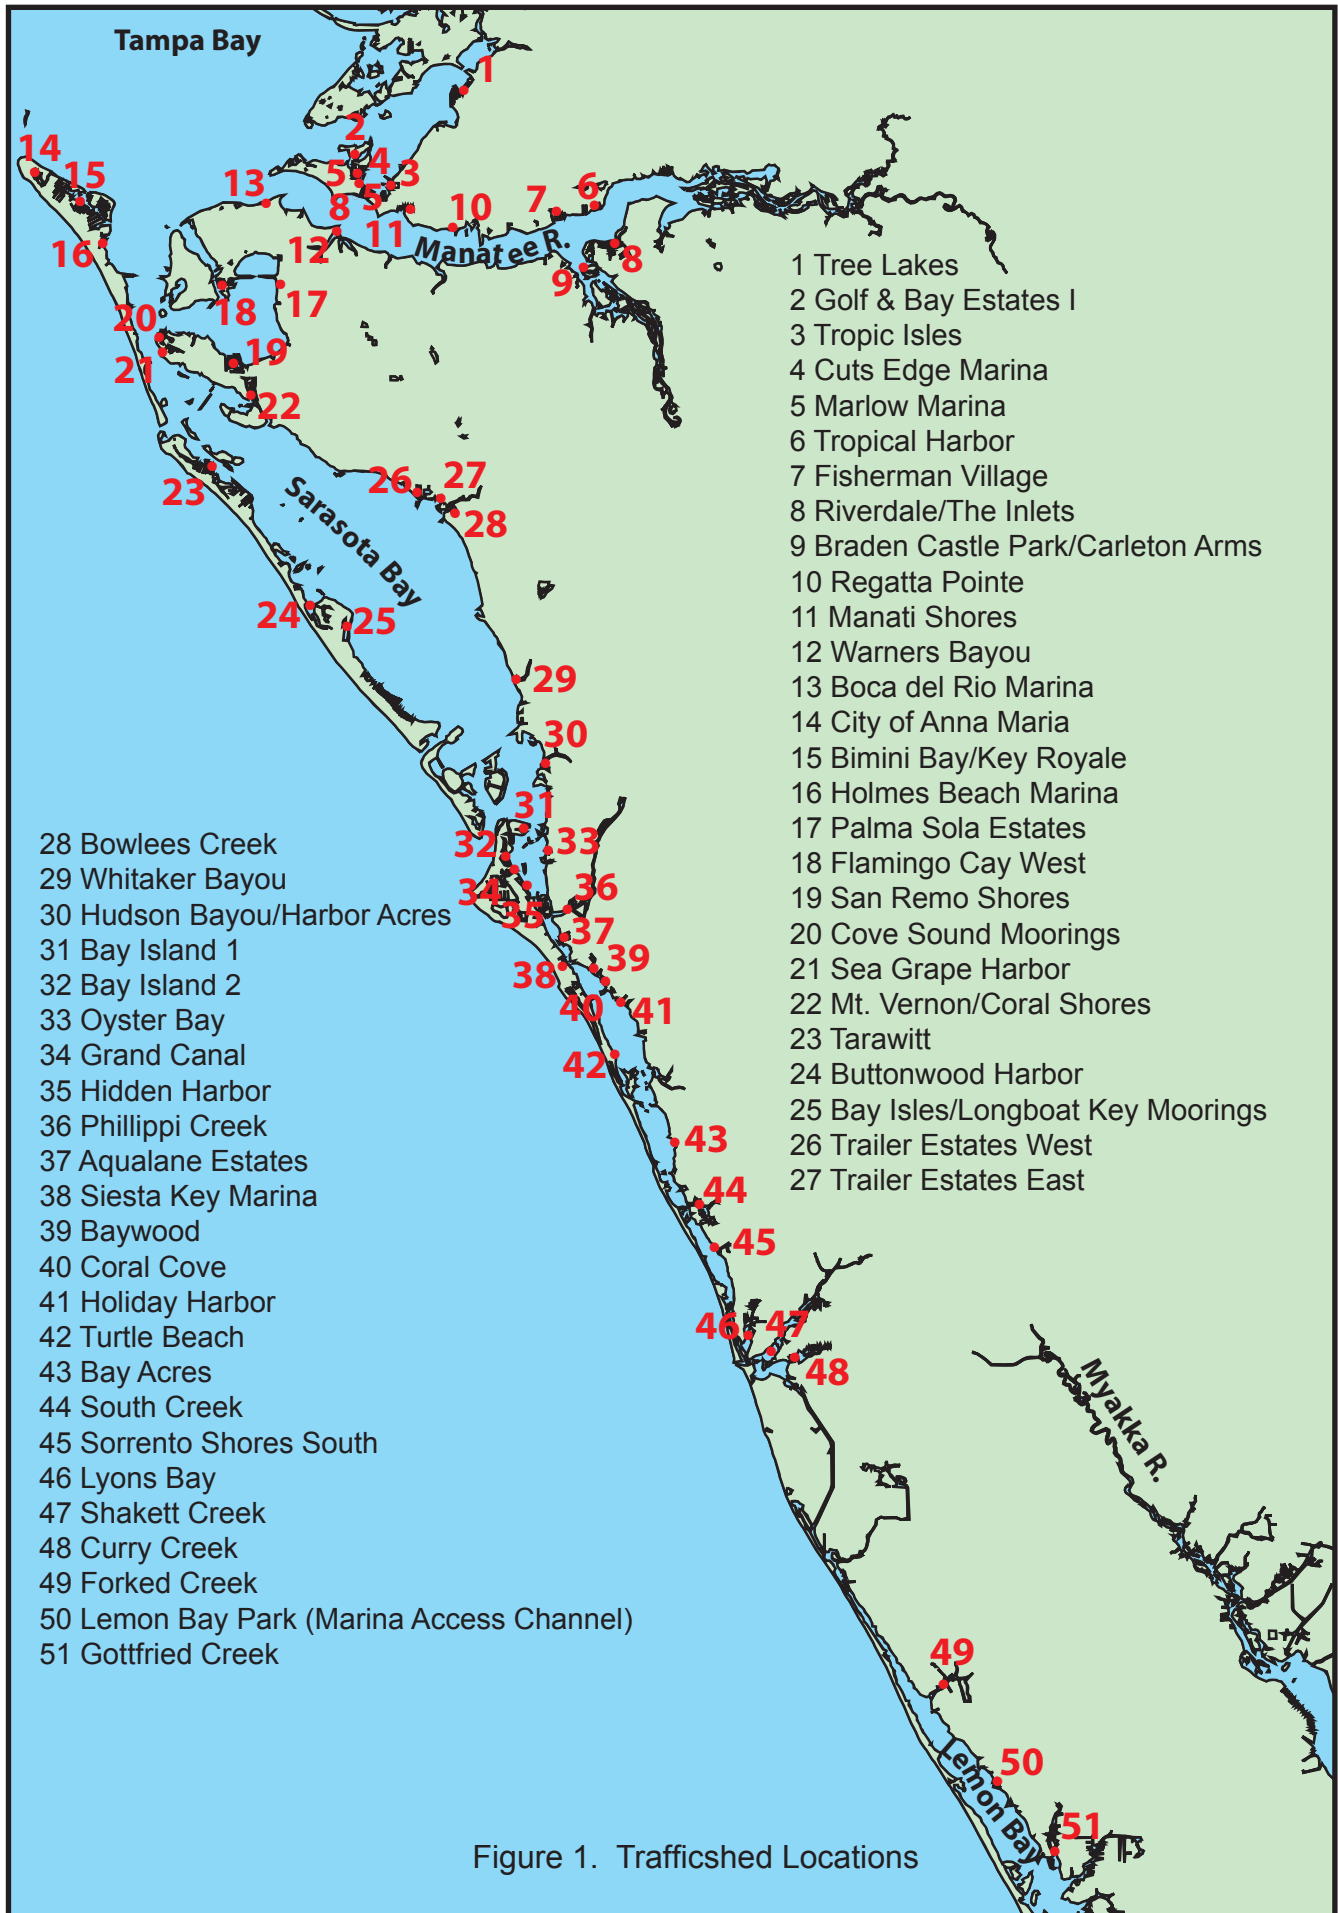 Tampa Bay
1
2
14
4
5
3
15
13
5
6
7
8
10
11
12
Manatee R.
8
16
9
18
17
20
19
21
22
23
26
27
28
Sarasota Bay
24
25
29
30
31
32
33
34
35
36
37
38
39
40
41
42
43
44
45
46
47
48
Myakka R.
49
50
Lemon Bay
51
1 Tree Lakes
2 Golf & Bay Estates I
3 Tropic Isles
4 Cuts Edge Marina
5 Marlow Marina
6 Tropical Harbor
7 Fisherman Village
8 Riverdale/The Inlets
9 Braden Castle Park/Carleton Arms
10 Regatta Pointe
11 Manati Shores
12 Warners Bayou
13 Boca del Rio Marina
14 City of Anna Maria
15 Bimini Bay/Key Royale
16 Holmes Beach Marina
17 Palma Sola Estates
18 Flamingo Cay West
19 San Remo Shores
20 Cove Sound Moorings
21 Sea Grape Harbor
22 Mt. Vernon/Coral Shores
23 Tarawitt
24 Buttonwood Harbor
25 Bay Isles/Longboat Key Moorings
26 Trailer Estates West
27 Trailer Estates East
28 Bowlees Creek
29 Whitaker Bayou
30 Hudson Bayou/Harbor Acres
31 Bay Island 1
32 Bay Island 2
33 Oyster Bay
34 Grand Canal
35 Hidden Harbor
36 Phillippi Creek
37 Aqualane Estates
38 Siesta Key Marina
39 Baywood
40 Coral Cove
41 Holiday Harbor
42 Turtle Beach
43 Bay Acres
44 South Creek
45 Sorrento Shores South
46 Lyons Bay
47 Shakett Creek
48 Curry Creek
49 Forked Creek
50 Lemon Bay Park (Marina Access Channel)
51 Gottfried Creek
Figure 1. Trafficshed Locations